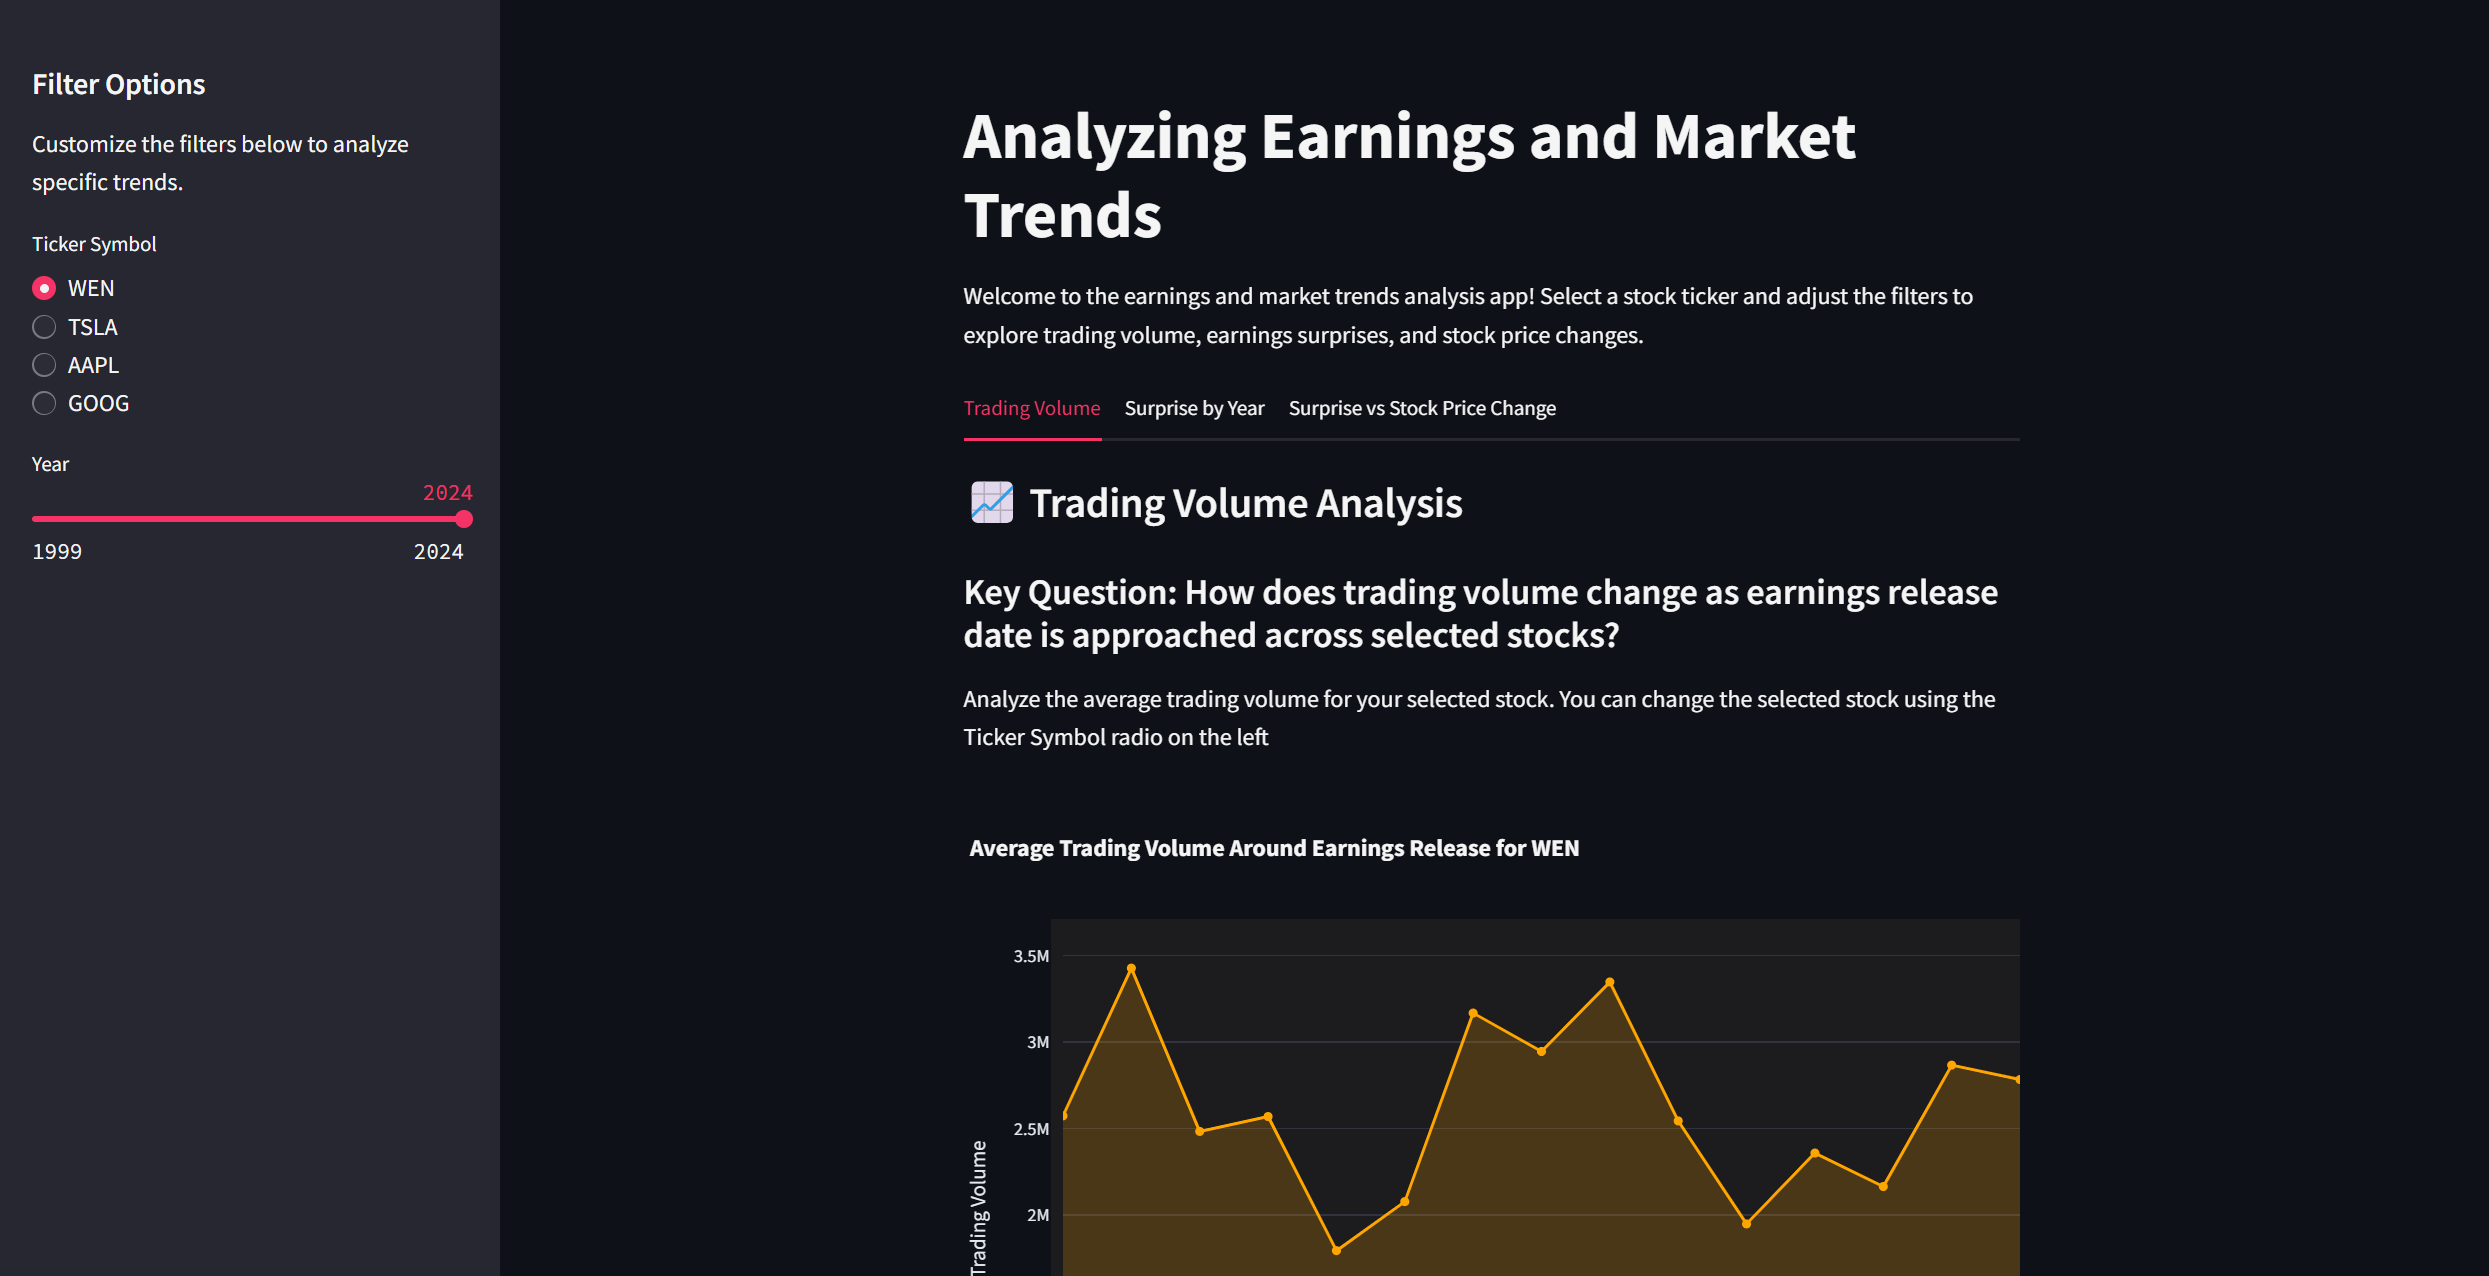 Filter Options
Customize the filters below to analyze
specific trends.
Ticker Symbol
WEN
TSLA
AAPL
GOOG
Year
2024
1999 2024
Analyzing Earnings and Market
Trends
Welcome to the earnings and market trends analysis app! Select a stock ticker and adjust the filters to
explore trading volume, earnings surprises, and stock price changes.
Trading Volume Surprise by Year Surprise vs Stock Price Change
Trading Volume Analysis
Key Question: How does trading volume change as earnings release
date is approached across selected stocks?
Analyze the average trading volume for your selected stock. You can change the selected stock using the
Ticker Symbol radio on the left
Average Trading Volume Around Earnings Release for WEN
3.5M
3M
2.5M
2M
Trading Volume